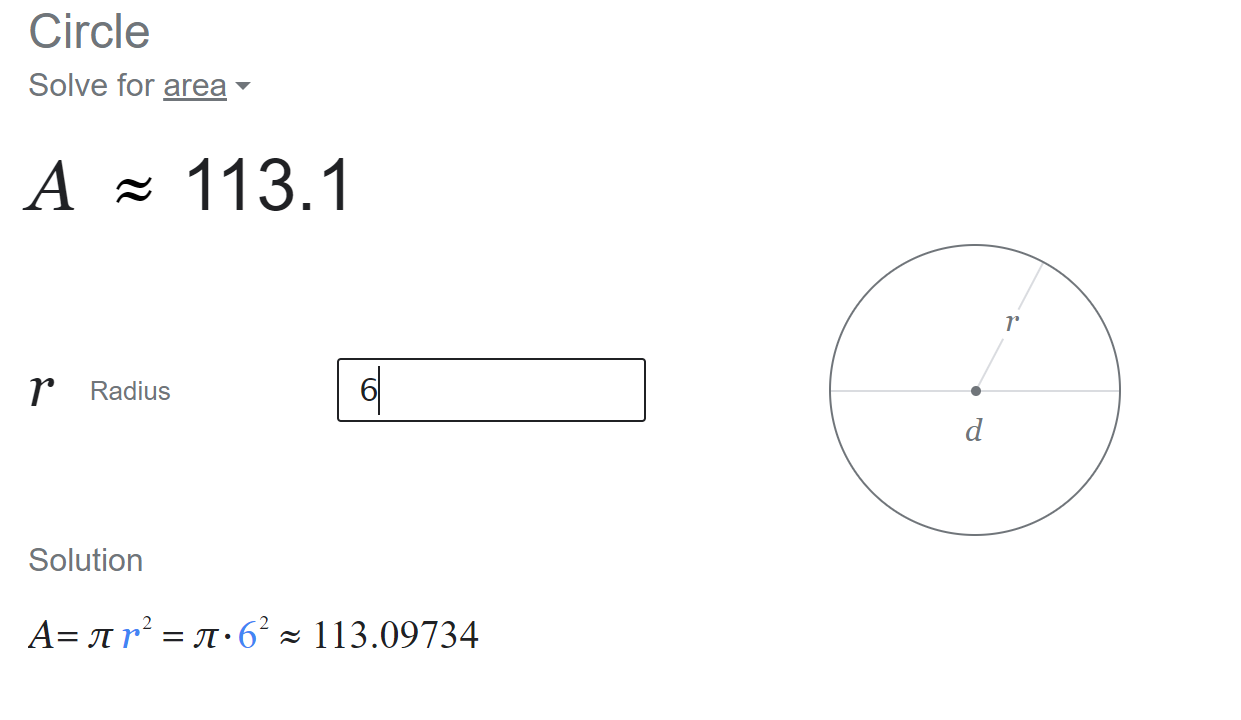 Circle
Solve for area
A ≈ 113.1
r Radius 6
r
d
Solution
A= π r² = π·6² ≈ 113.09734